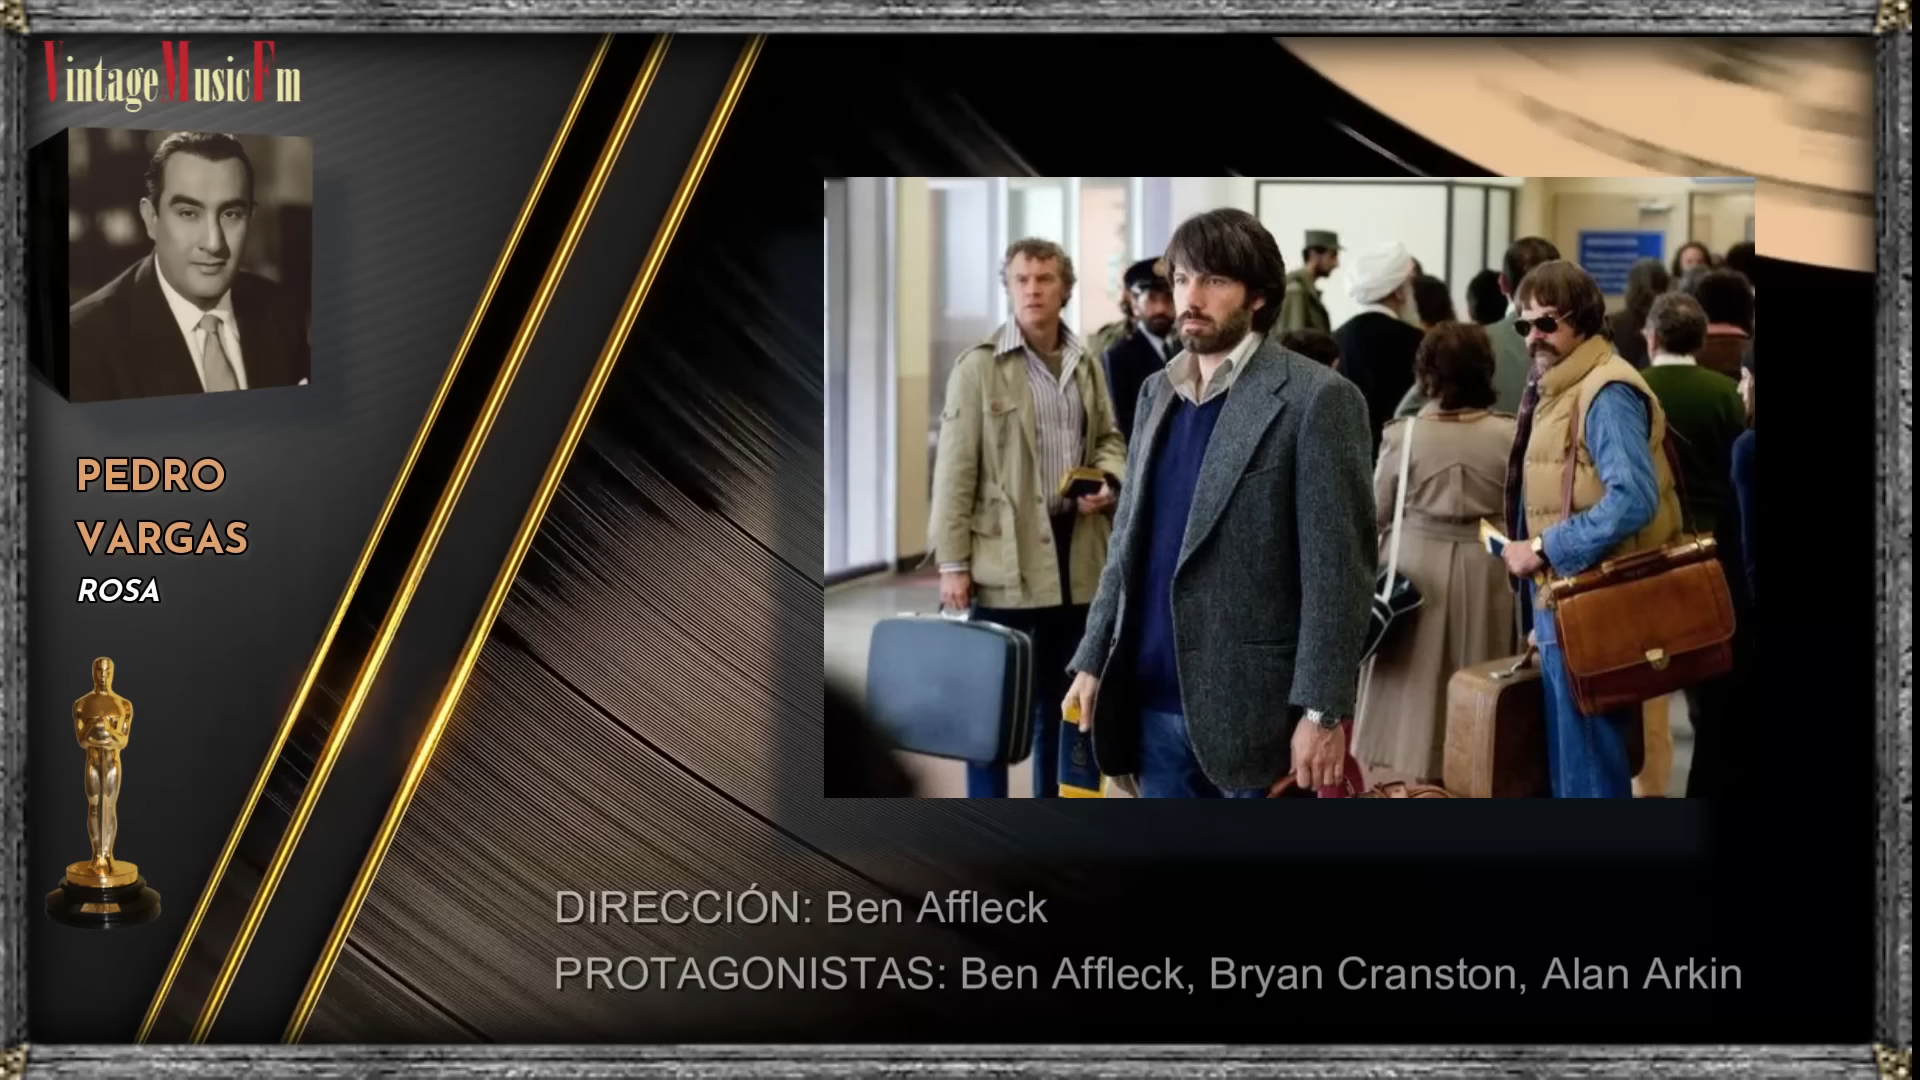 VintageMusicFm
PEDRO
VARGAS
ROSA
DIRECCIÓN: Ben Affleck
PROTAGONISTAS: Ben Affleck, Bryan Cranston, Alan Arkin